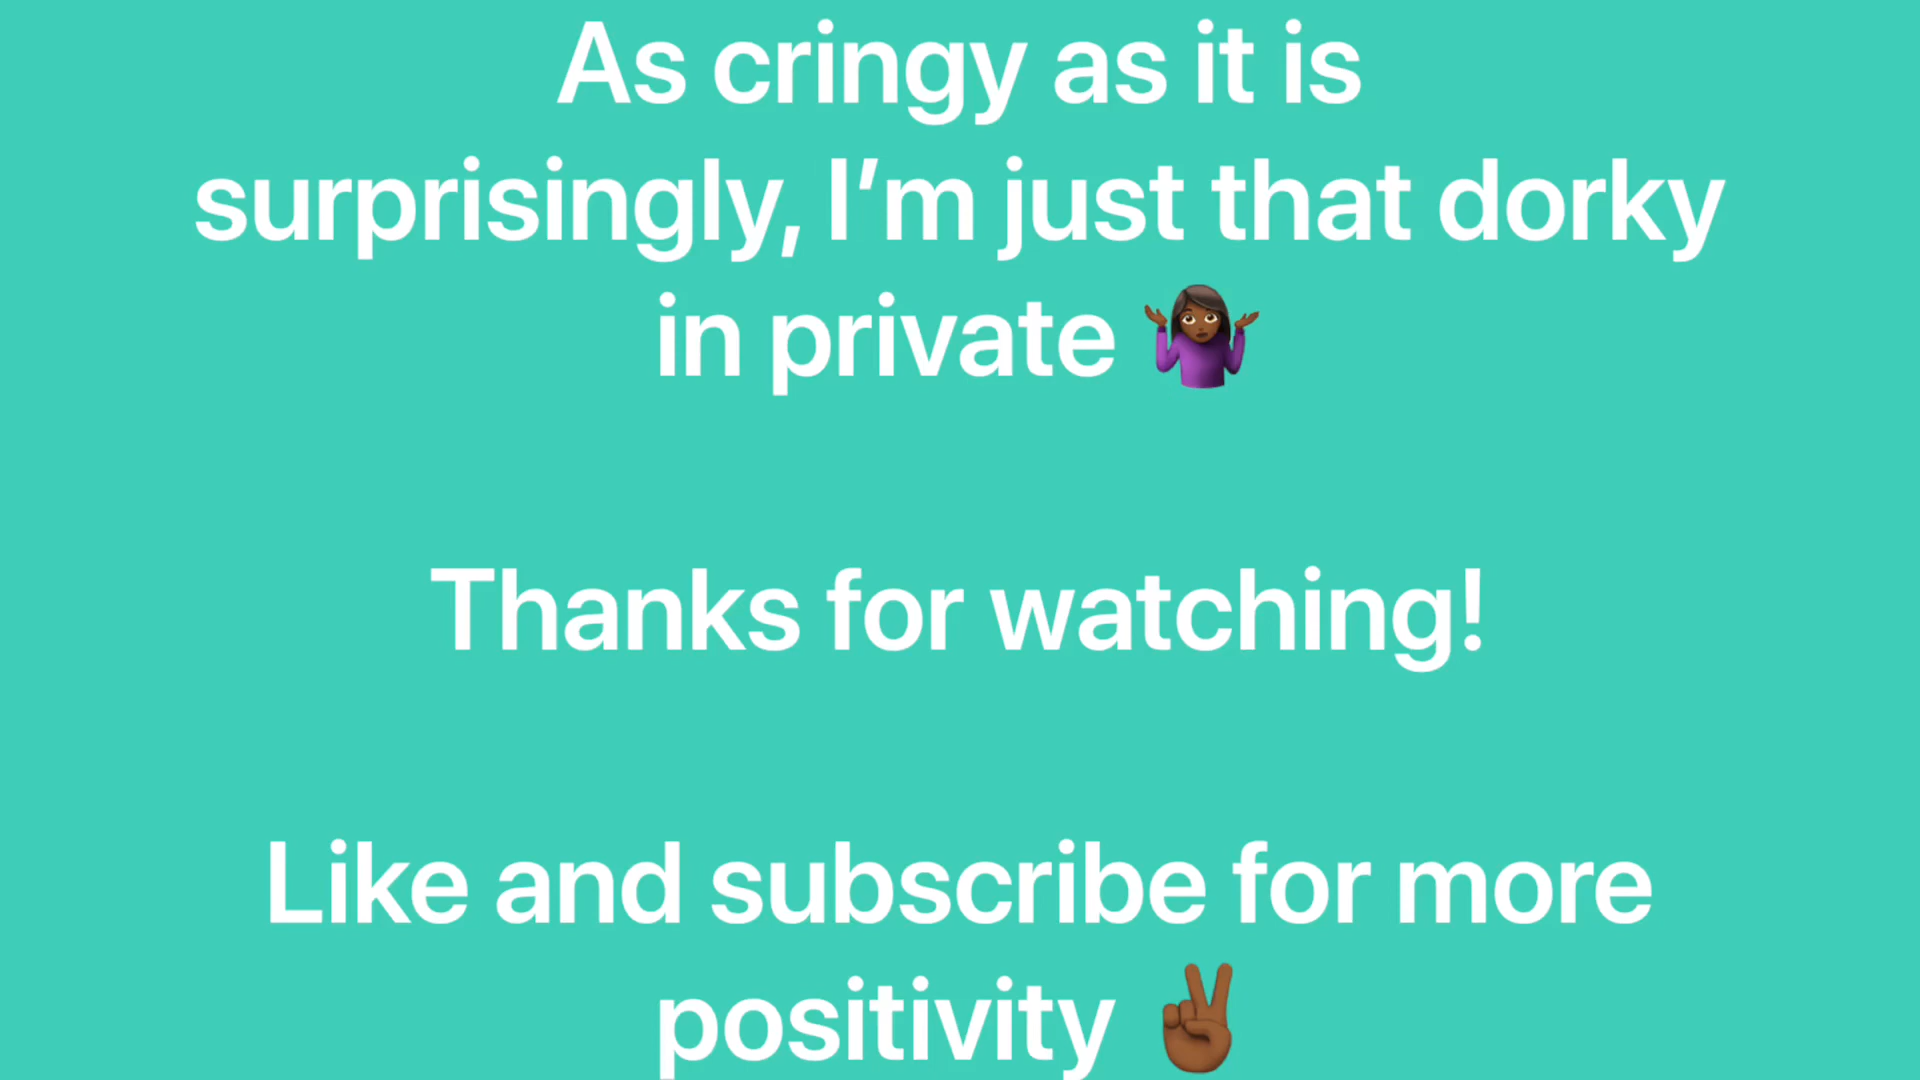 As cringy as it is
surprisingly, I’m just that dorky
in private 🤷🏾‍♀️
Thanks for watching!
Like and subscribe for more
positivity ✌🏾